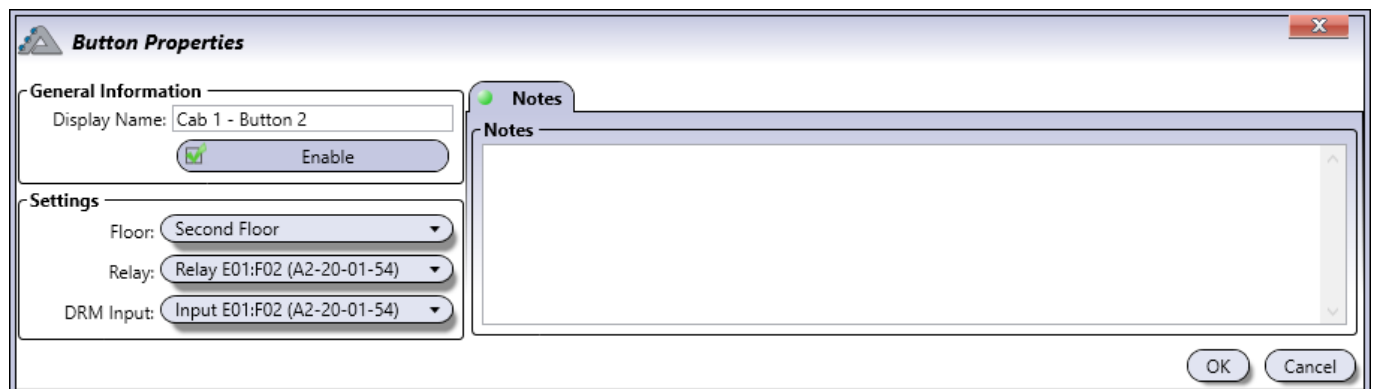 Button Properties
X
General Information
Display Name: Cab 1 - Button 2
Enable
Settings
Floor: Second Floor
Relay: Relay E01:F02 (A2-20-01-54)
DRM Input: Input E01:F02 (A2-20-01-54)
Notes
Notes
OK
Cancel